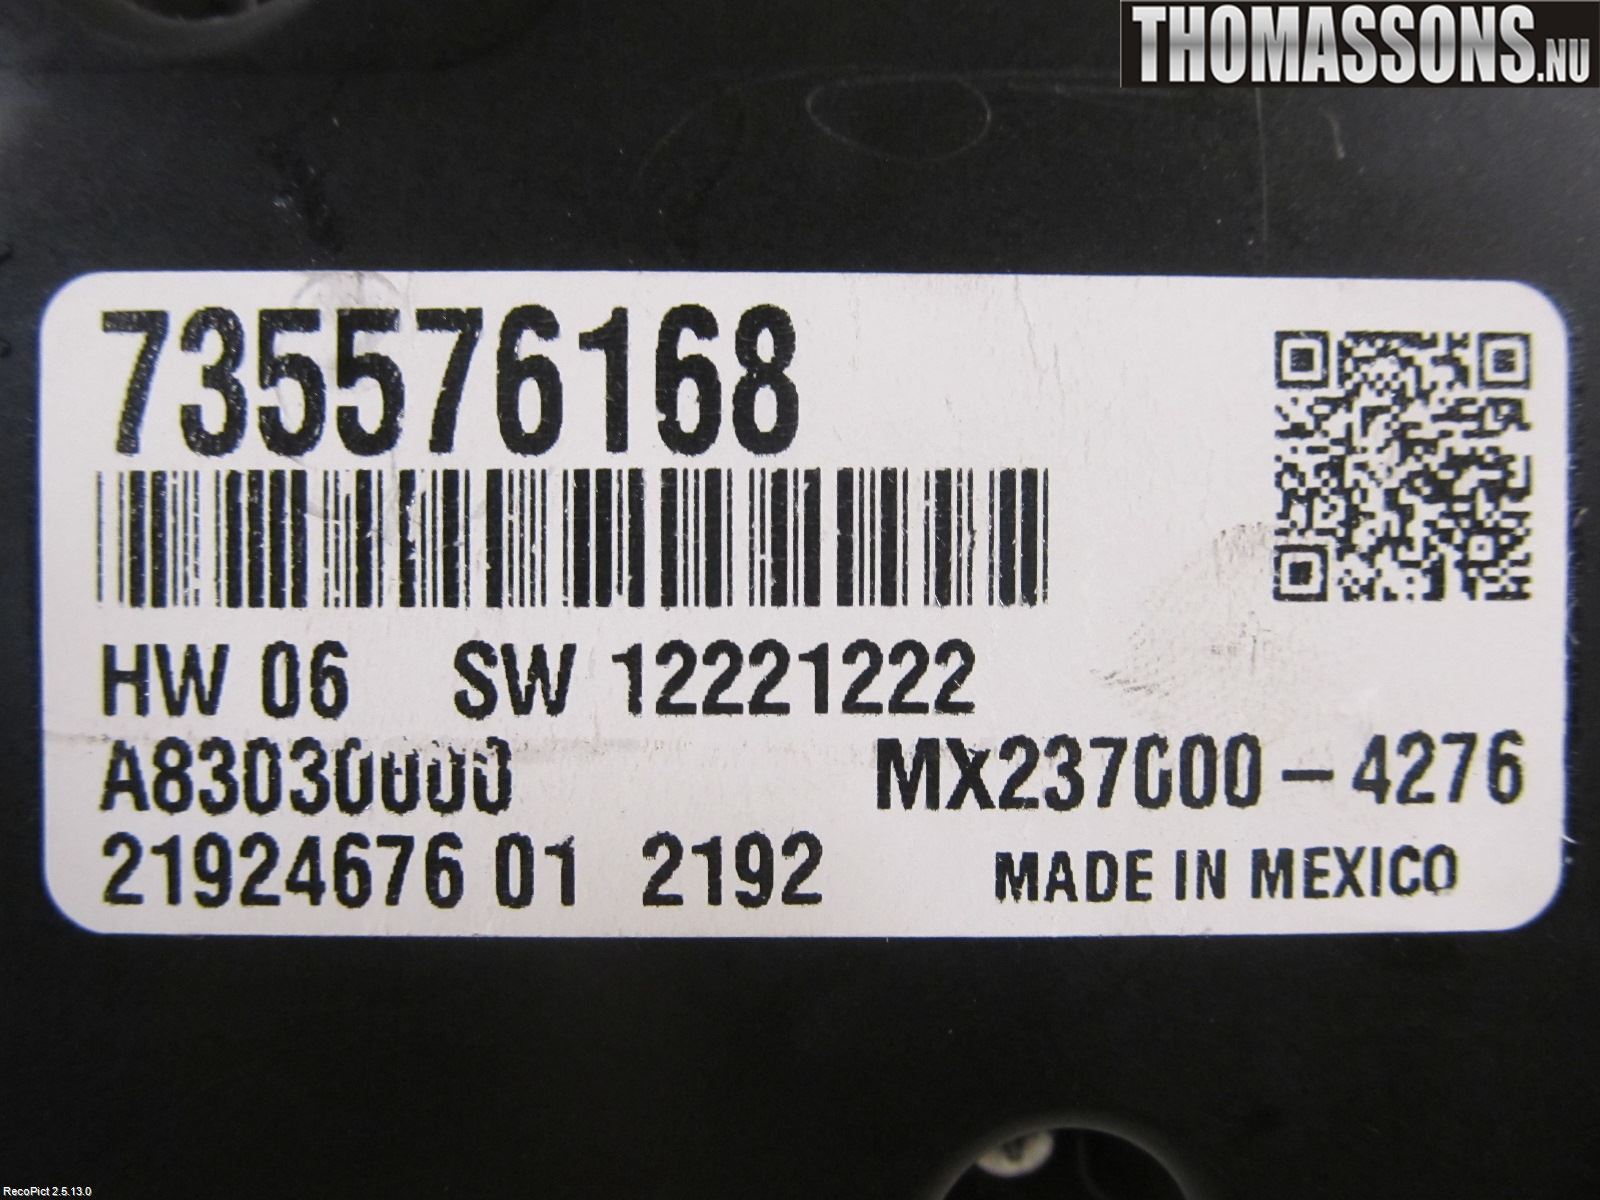 THOMASSONS.NU
735576168
HW 06 SW 12221222
A83030000
MX237000-4276
21924676 01 2192
MADE IN MEXICO
RecoPict 2.5.13.0